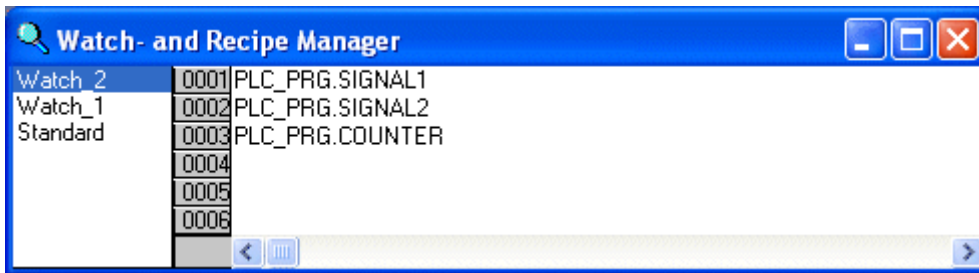 Watch- and Recipe Manager
Watch_2
Watch_1
Standard
0001 PLC_PRG.SIGNAL1
0002 PLC_PRG.SIGNAL2
0003 PLC_PRG.COUNTER
0004
0005
0006